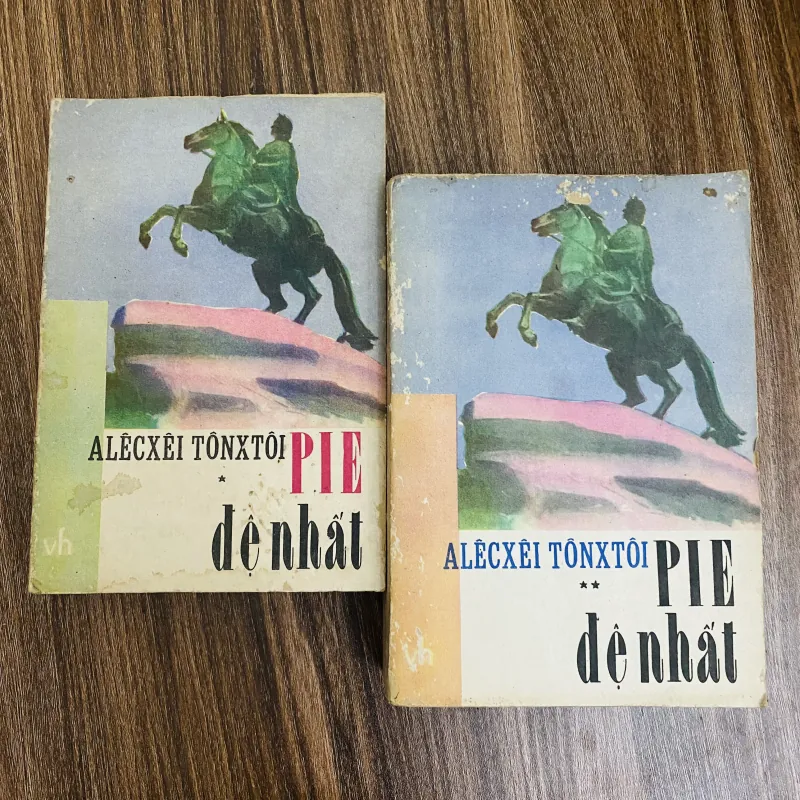 ALÊCXÊI TÔNXTÔI
*
PIE
đệ nhất
vh
ALÊCXÊI TÔNXTÔI
**
PIE
đệ nhất
vh